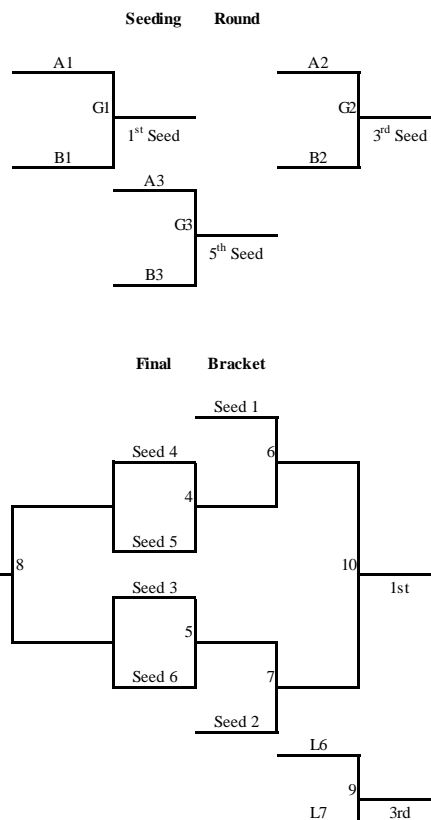 Seeding Round
A1 A2
G1 G2
1st Seed 3rd Seed
B1 B2
A3
G3
5th Seed
B3
Final Bracket
Seed 1
Seed 4 6
4
Seed 5
8 10
Seed 3 1st
5
Seed 6 7
Seed 2
L6
9
L7 3rd